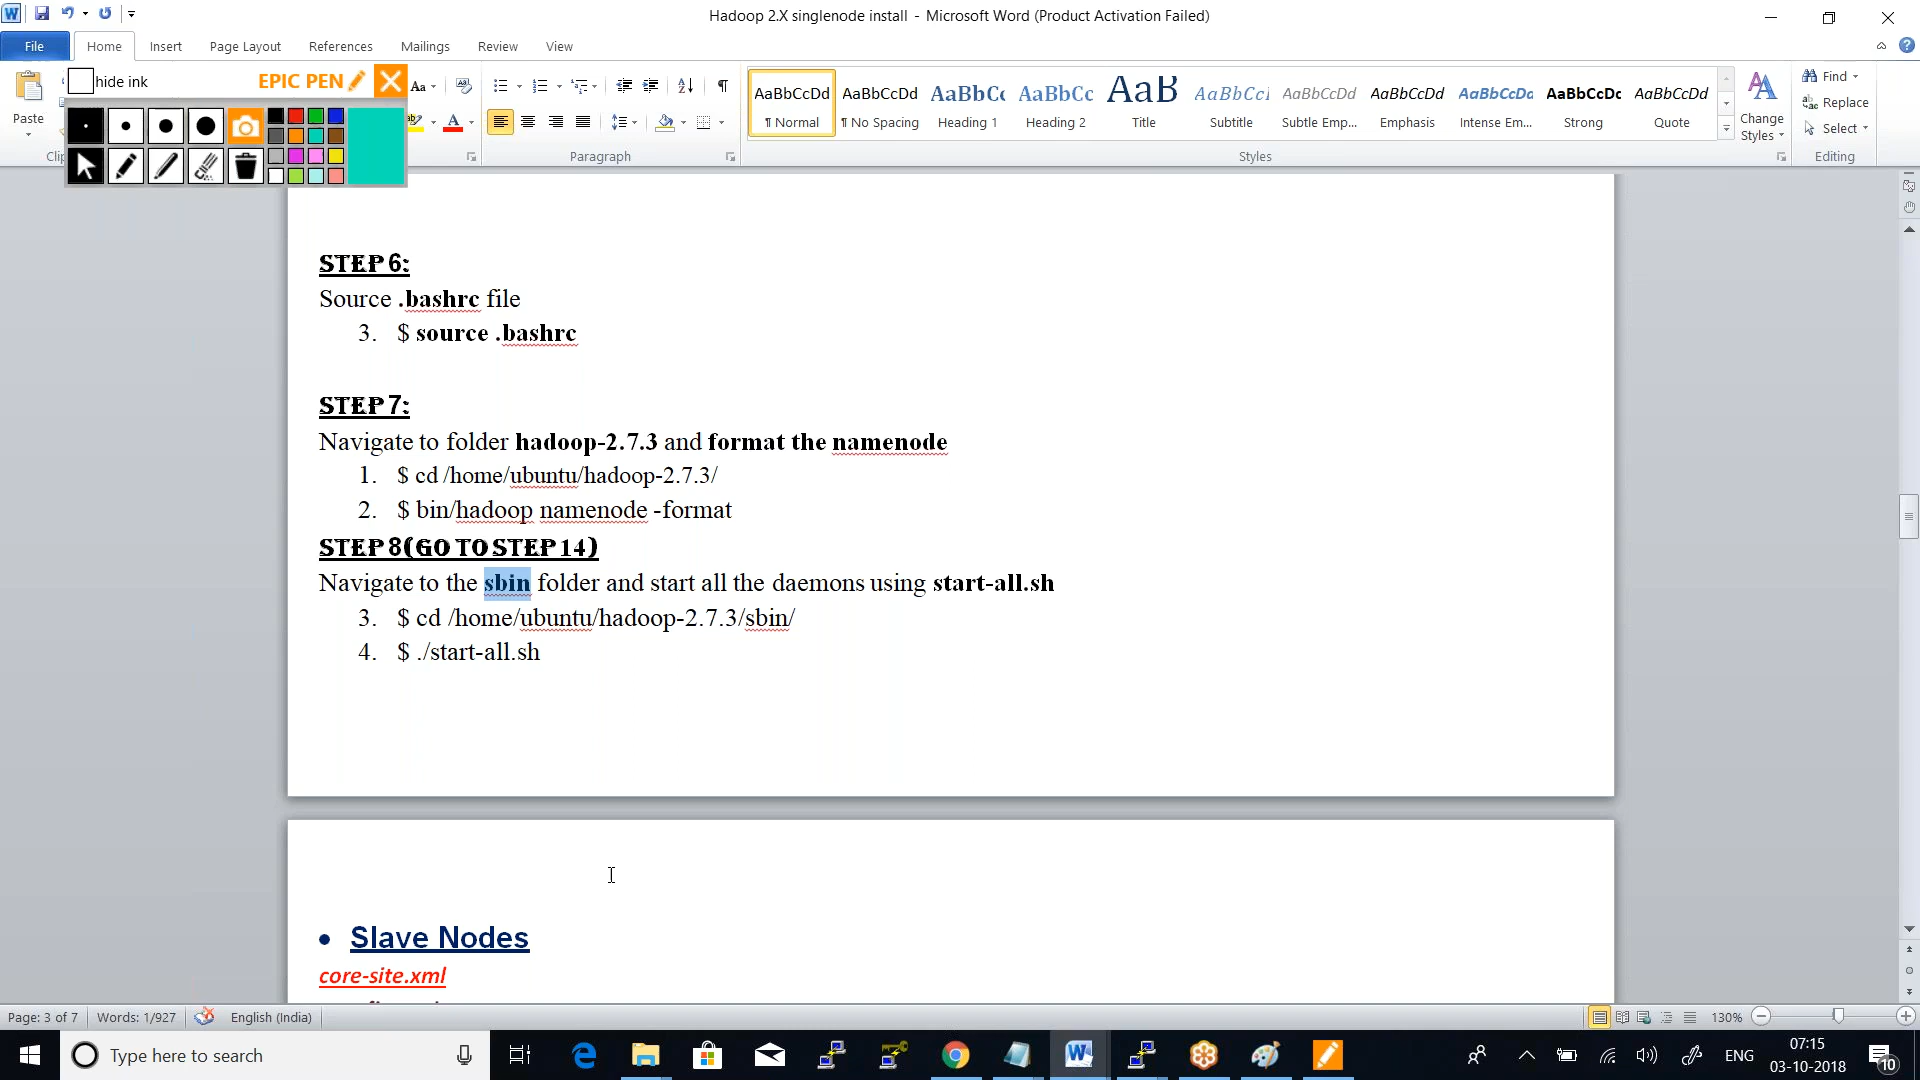 Hadoop 2.X singlenode install - Microsoft Word (Product Activation Failed)
File Home Insert Page Layout References Mailings Review View
hide ink EPIC PEN
Paste
Aa
Paragraph
AaBbCcDd AaBbCcDd AaBbCc AaBbCc AaB AaBbCcl AaBbCcDd AaBbCcDd AaBbCcDd AaBbCcDc AaBbCcDd
¶ Normal ¶ No Spacing Heading 1 Heading 2 Title Subtitle Subtle Emp... Emphasis Intense Em... Strong Quote
Styles
Change Styles
Find
Replace
Select
Editing
STEP 6:
Source .bashrc file
3. $ source .bashrc
STEP 7:
Navigate to folder hadoop-2.7.3 and format the namenode
1. $ cd /home/ubuntu/hadoop-2.7.3/
2. $ bin/hadoop namenode -format
STEP 8(GO TO STEP 14)
Navigate to the sbin folder and start all the daemons using start-all.sh
3. $ cd /home/ubuntu/hadoop-2.7.3/sbin/
4. $ ./start-all.sh
• Slave Nodes
core-site.xml
Page: 3 of 7 Words: 1/927 English (India) 130%
Type here to search
ENG
07:15
03-10-2018
10